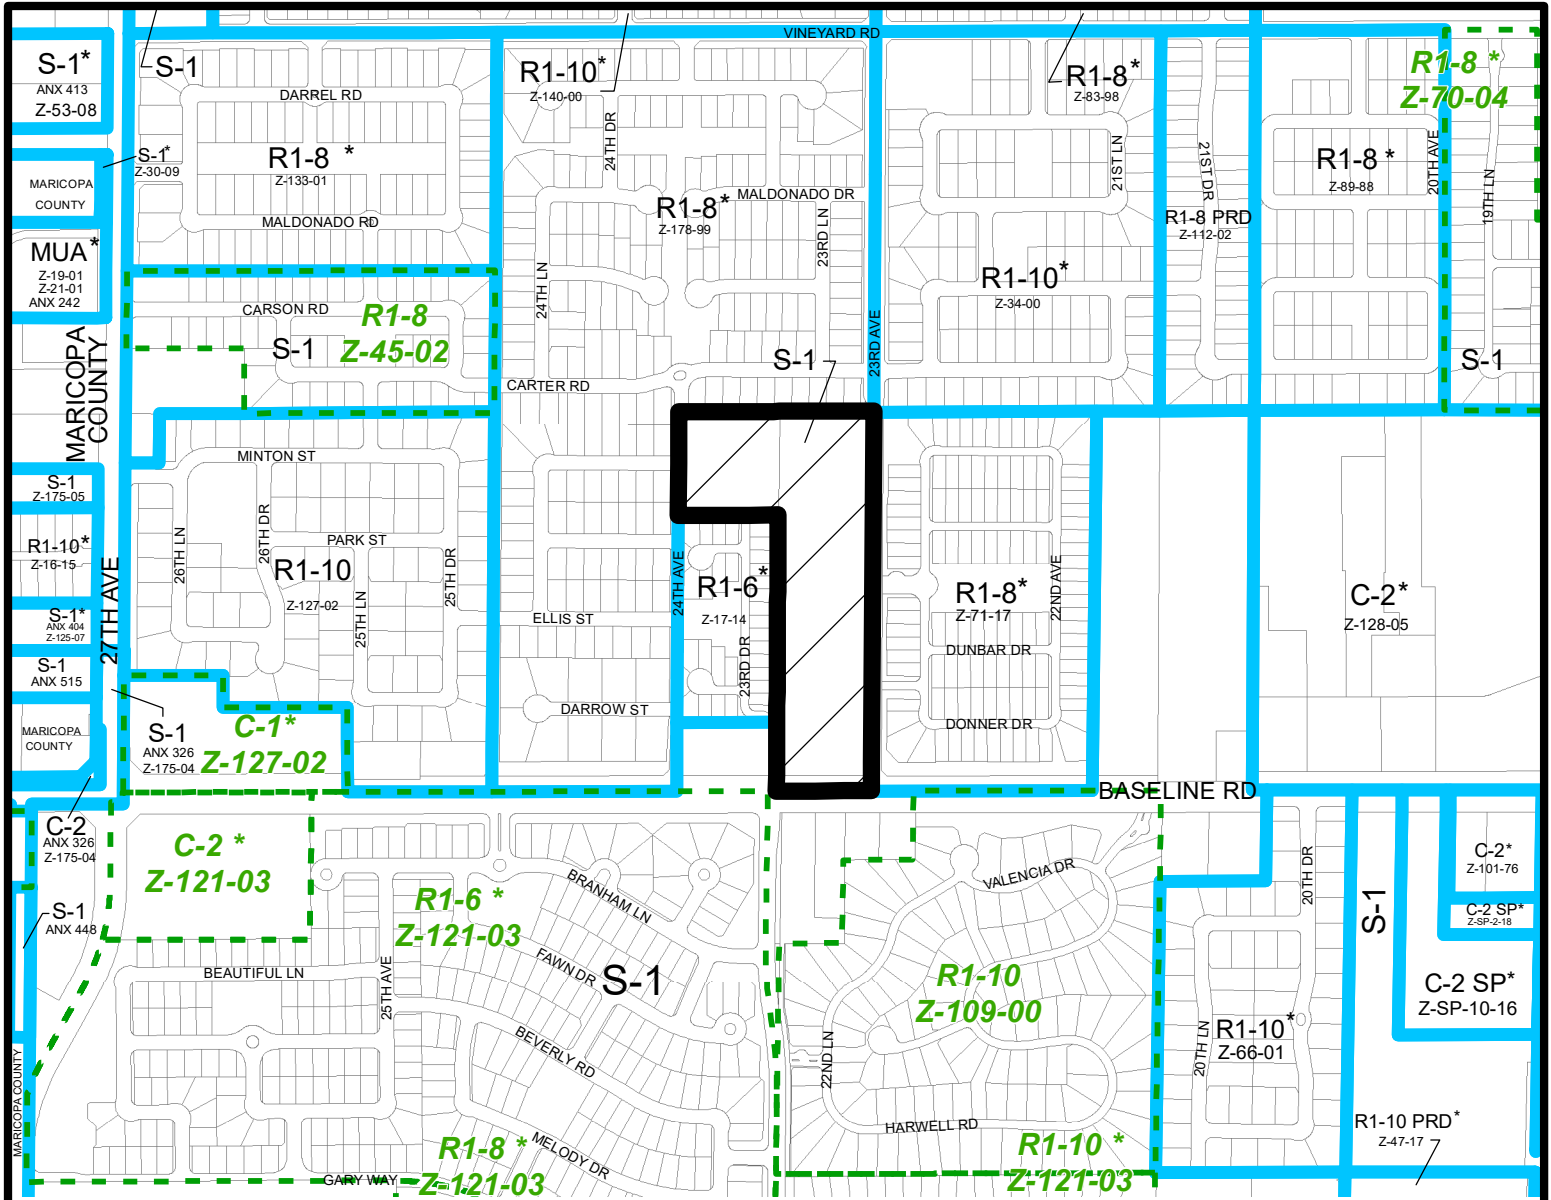 VINEYARD RD
S-1*
ANX 413
Z-53-08
S-1
DARREL RD
R1-8 *
Z-133-01
MALDONADO RD
S-1*
Z-30-09
MARICOPA
COUNTY
MUA*
Z-19-01
Z-21-01
ANX 242
R1-10*
Z-140-00
24TH DR
R1-8*
Z-178-99
MALDONADO DR
23RD LN
24TH LN
R1-8*
Z-83-98
21ST LN
21ST DR
R1-8 PRD
Z-112-02
R1-10*
Z-34-00
R1-8 *
Z-89-88
20TH AVE
R1-8 *
Z-70-04
19TH LN
S-1
CARSON RD
R1-8
Z-45-02
S-1
MARICOPA
COUNTY
CARTER RD
S-1
23RD AVE
MINTON ST
S-1
Z-175-05
R1-10*
Z-16-15
S-1*
ANX 404
Z-125-07
S-1
ANX 515
MARICOPA
COUNTY
27TH AVE
26TH LN
26TH DR
PARK ST
R1-10
Z-127-02
25TH LN
25TH DR
ELLIS ST
DARROW ST
24TH AVE
R1-6*
Z-17-14
23RD DR
R1-8*
Z-71-17
22ND AVE
DUNBAR DR
DONNER DR
C-2*
Z-128-05
S-1
ANX 326
Z-175-04
C-1*
Z-127-02
BASELINE RD
C-2
ANX 326
Z-175-04
C-2 *
Z-121-03
S-1
ANX 448
R1-6 *
Z-121-03
BRANHAM LN
FAWN DR
S-1
BEAUTIFUL LN
25TH AVE
BEVERLY RD
MELODY DR
R1-8 *
Z-121-03
GARY WAY
MARICOPA COUNTY
VALENCIA DR
R1-10
Z-109-00
22ND LN
HARWELL RD
R1-10 *
Z-121-03
20TH DR
20TH LN
R1-10*
Z-66-01
S-1
C-2*
Z-101-76
C-2 SP*
Z-SP-2-18
C-2 SP*
Z-SP-10-16
R1-10 PRD*
Z-47-17